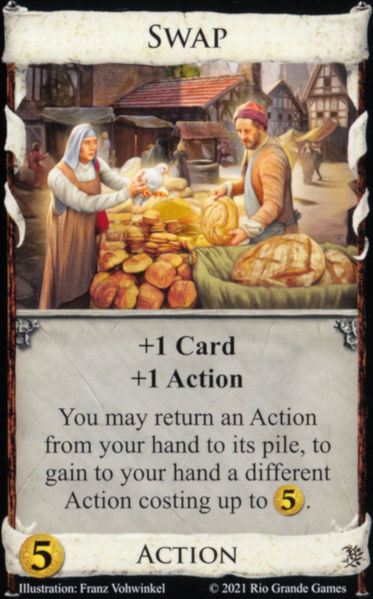 SWAP
+1 Card
+1 Action
You may return an Action
from your hand to its pile, to
gain to your hand a different
Action costing up to 5.
5 ACTION
Illustration: Franz Vohwinkel © 2021 Rio Grande Games